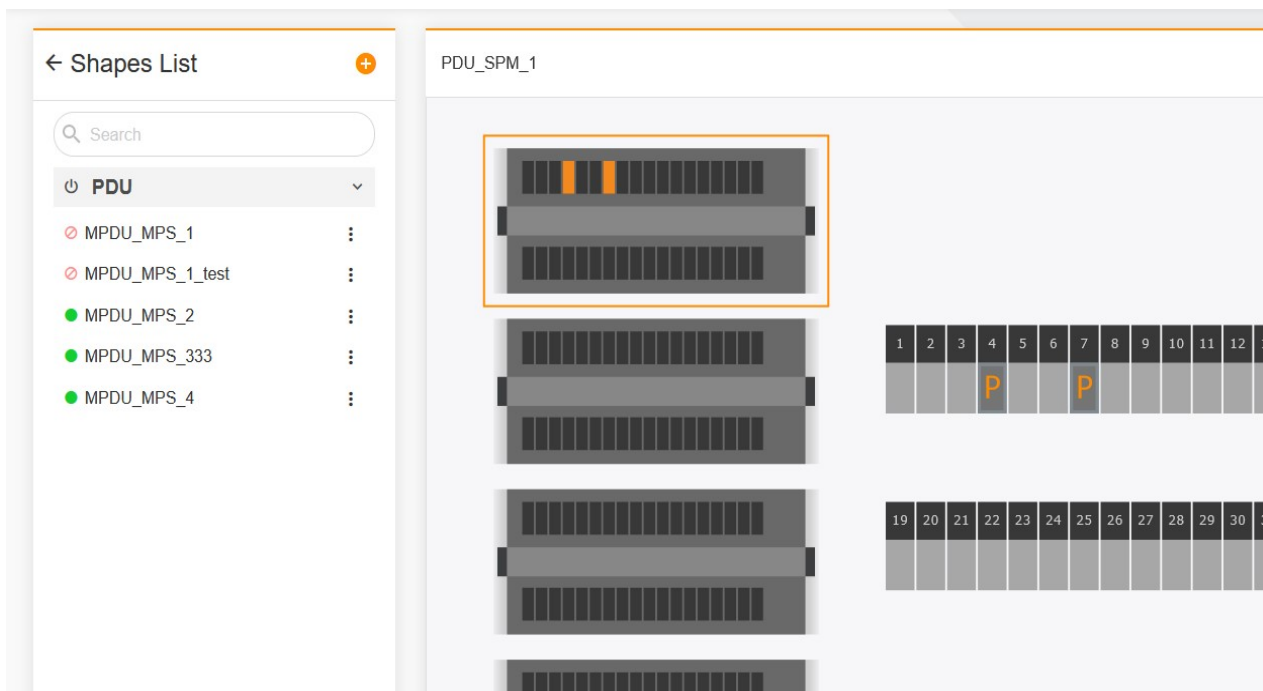 Shapes List
PDU_SPM_1
Search
PDU
MPDU_MPS_1
MPDU_MPS_1_test
MPDU_MPS_2
MPDU_MPS_333
MPDU_MPS_4
1 2 3 4 5 6 7 8 9 10 11 12
P P
19 20 21 22 23 24 25 26 27 28 29 30